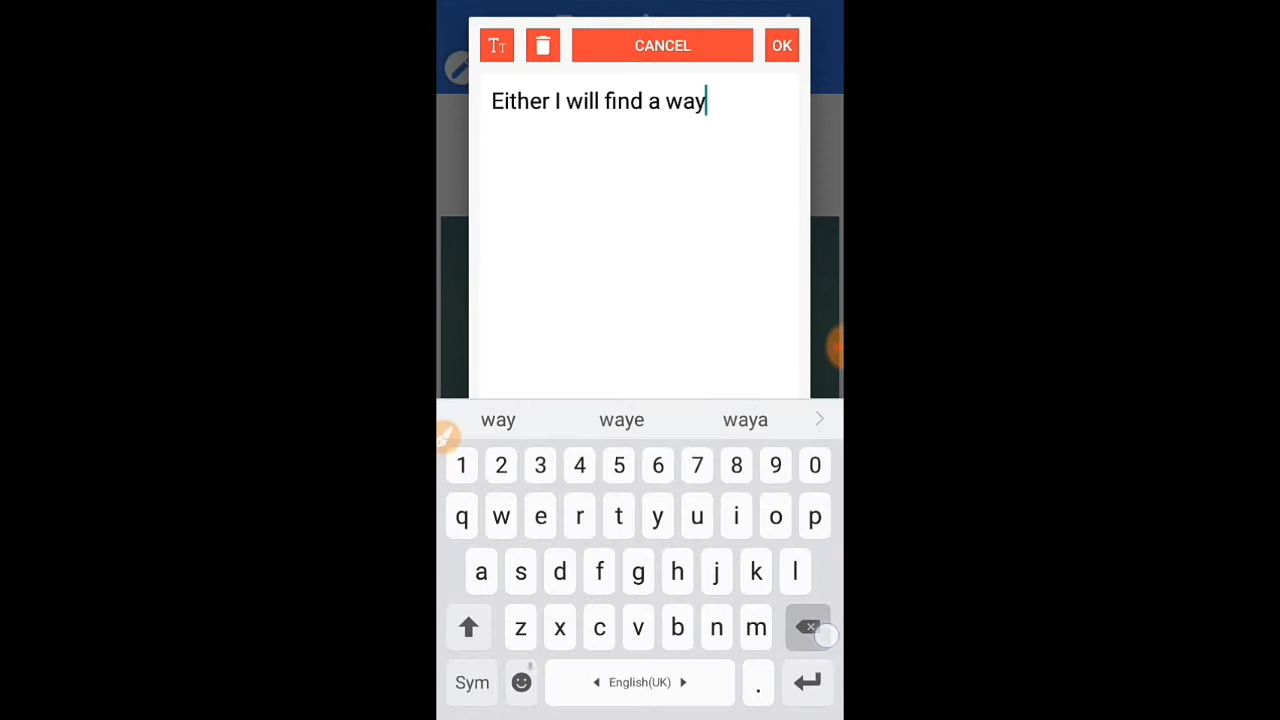 Tт CANCEL OK
Either I will find a way
way waye waya
1 2 3 4 5 6 7 8 9 0
q w e r t y u i o p
a s d f g h j k l
z x c v b n m
Sym English(UK) .